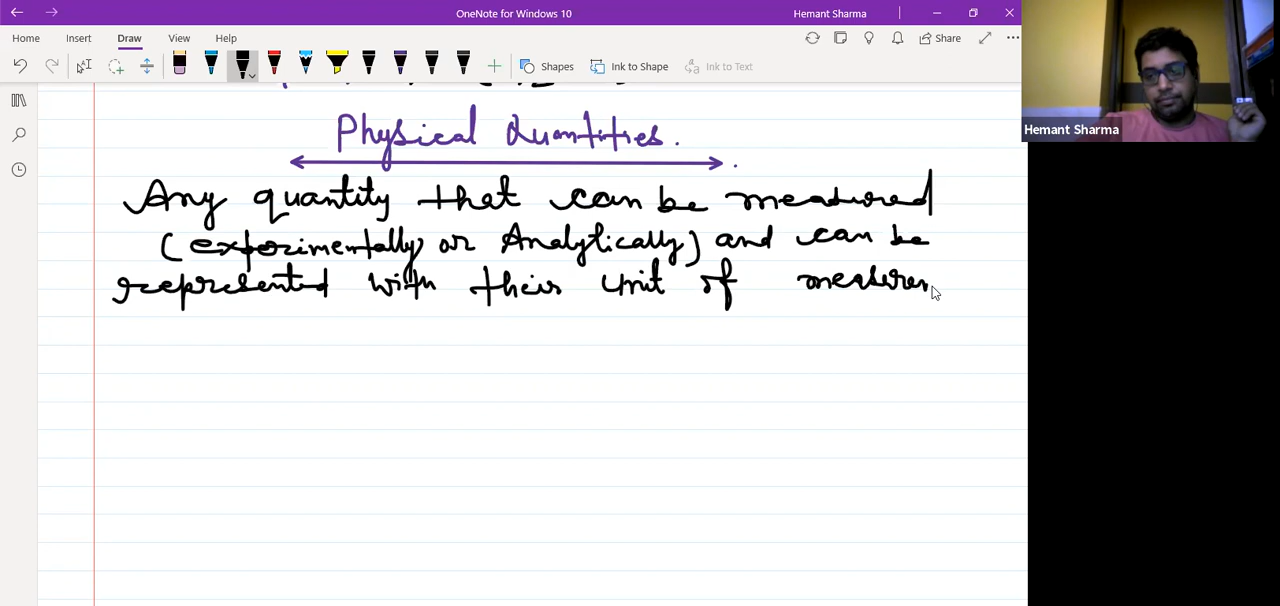 OneNote for Windows 10
Hemant Sharma
Home Insert Draw View Help
Share
Shapes Ink to Shape Ink to Text
Hemant Sharma
Physical Quantities.
Any quantity that can be measured
(experimentally or Analytically) and can be
represented with their unit of measurem